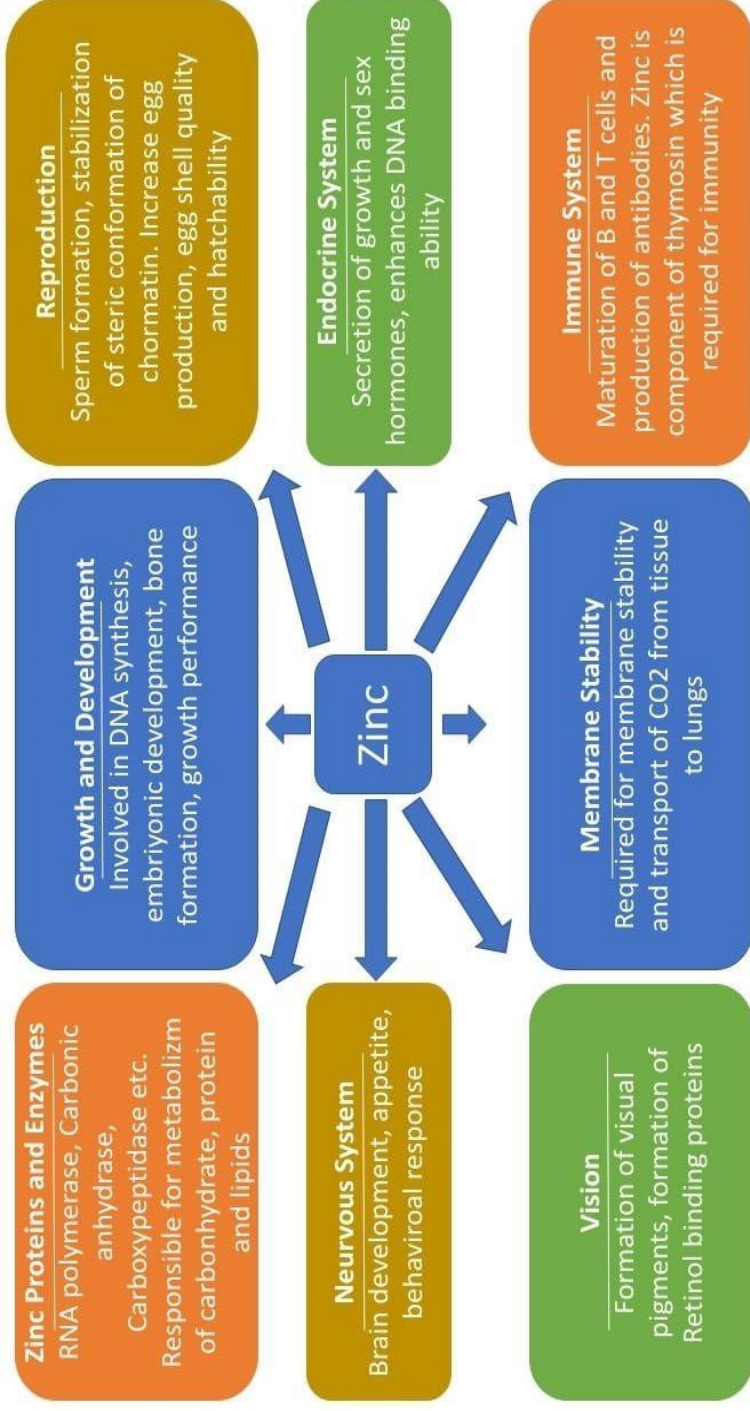 Zinc Proteins and Enzymes
RNA polymerase, Carbonic
anhydrase,
Carboxypeptidase etc.
Responsible for metabolizm
of carbonhydrate, protein
and lipids
Growth and Development
Involved in DNA synthesis,
embriyonic development, bone
formation, growth performance
Reproduction
Sperm formation, stabilization
of steric conformation of
chormatin. Increase egg
production, egg shell quality
and hatchability
Neurvous System
Brain development, appetite,
behaviroal response
Zinc
Endocrine System
Secretion of growth and sex
hormones, enhances DNA binding
ability
Vision
Formation of visual
pigments, formation of
Retinol binding proteins
Membrane Stability
Required for membrane stability
and transport of CO2 from tissue
to lungs
Immune System
Maturation of B and T cells and
production of antibodies. Zinc is
component of thymosin which is
required for immunity